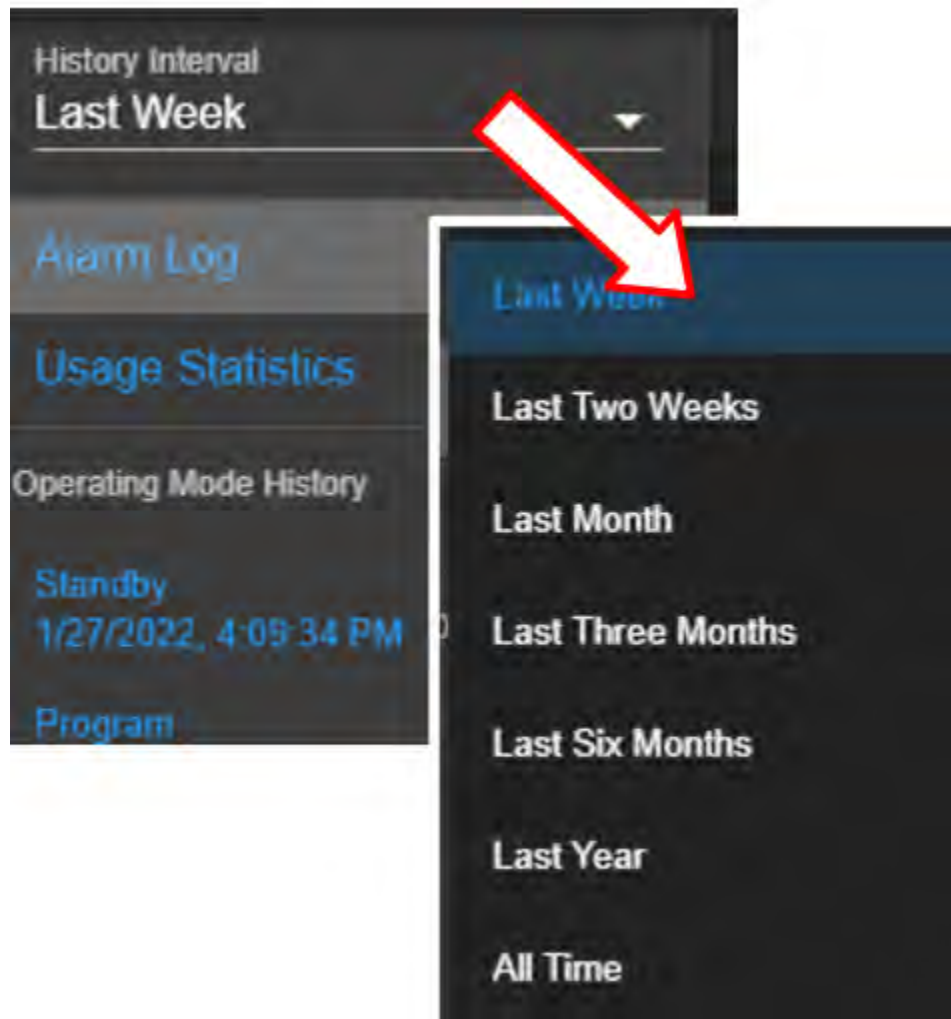 History Interval
Last Week
Alarm Log
Usage Statistics
Operating Mode History
Standby
1/27/2022, 4:09:34 PM
Program
Last Week
Last Two Weeks
Last Month
Last Three Months
Last Six Months
Last Year
All Time